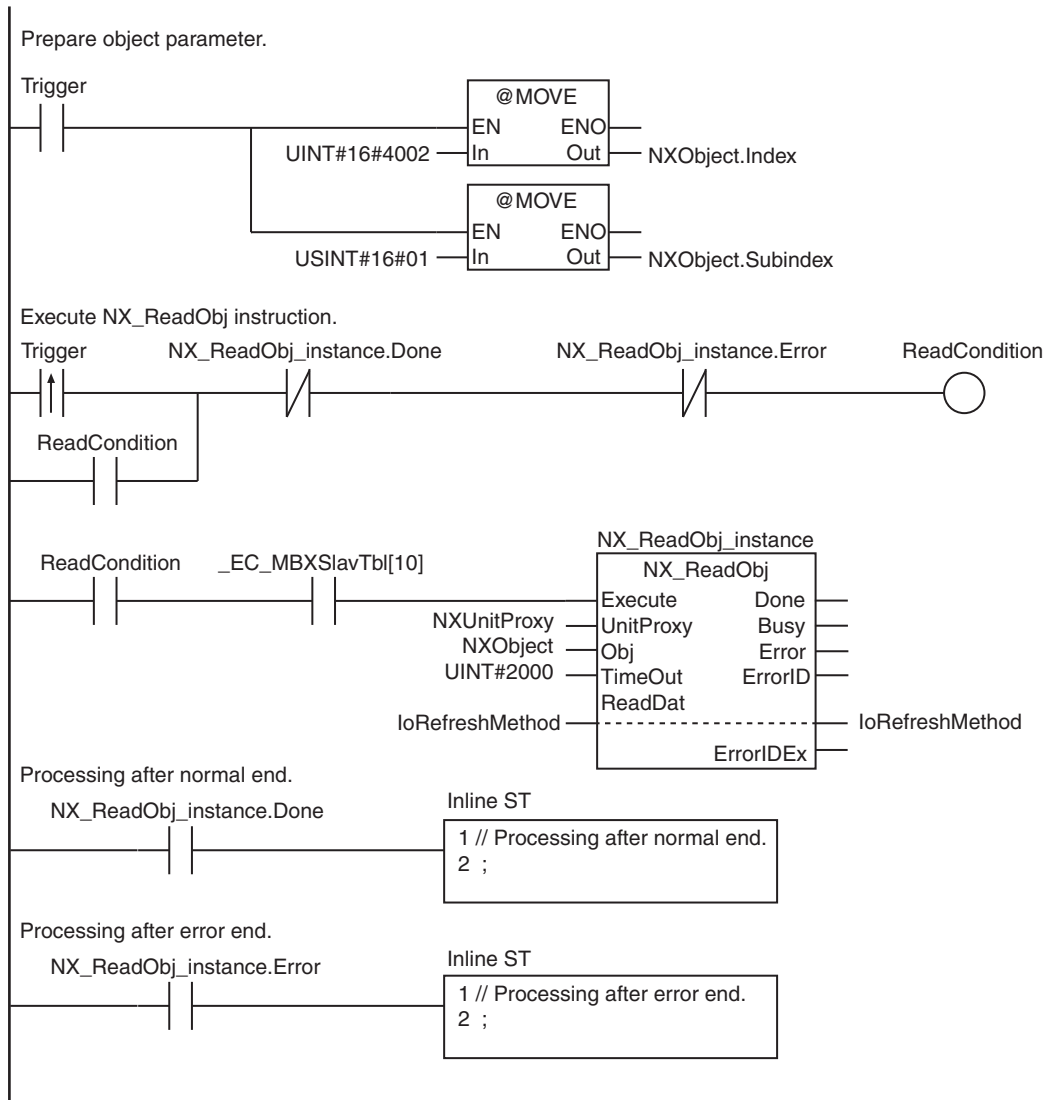 Prepare object parameter.
Trigger
@MOVE
EN ENO
UINT#16#4002 In Out NXObject.Index
@MOVE
EN ENO
USINT#16#01 In Out NXObject.Subindex
Execute NX_ReadObj instruction.
Trigger NX_ReadObj_instance.Done NX_ReadObj_instance.Error ReadCondition
ReadCondition
NX_ReadObj_instance
ReadCondition _EC_MBXSlavTbl[10] NX_ReadObj
Execute Done
NXUnitProxy UnitProxy Busy
NXObject Obj Error
UINT#2000 TimeOut ErrorID
ReadDat
IoRefreshMethod IoRefreshMethod
ErrorIDEx
Processing after normal end.
NX_ReadObj_instance.Done Inline ST
1 // Processing after normal end.
2 ;
Processing after error end.
NX_ReadObj_instance.Error Inline ST
1 // Processing after error end.
2 ;